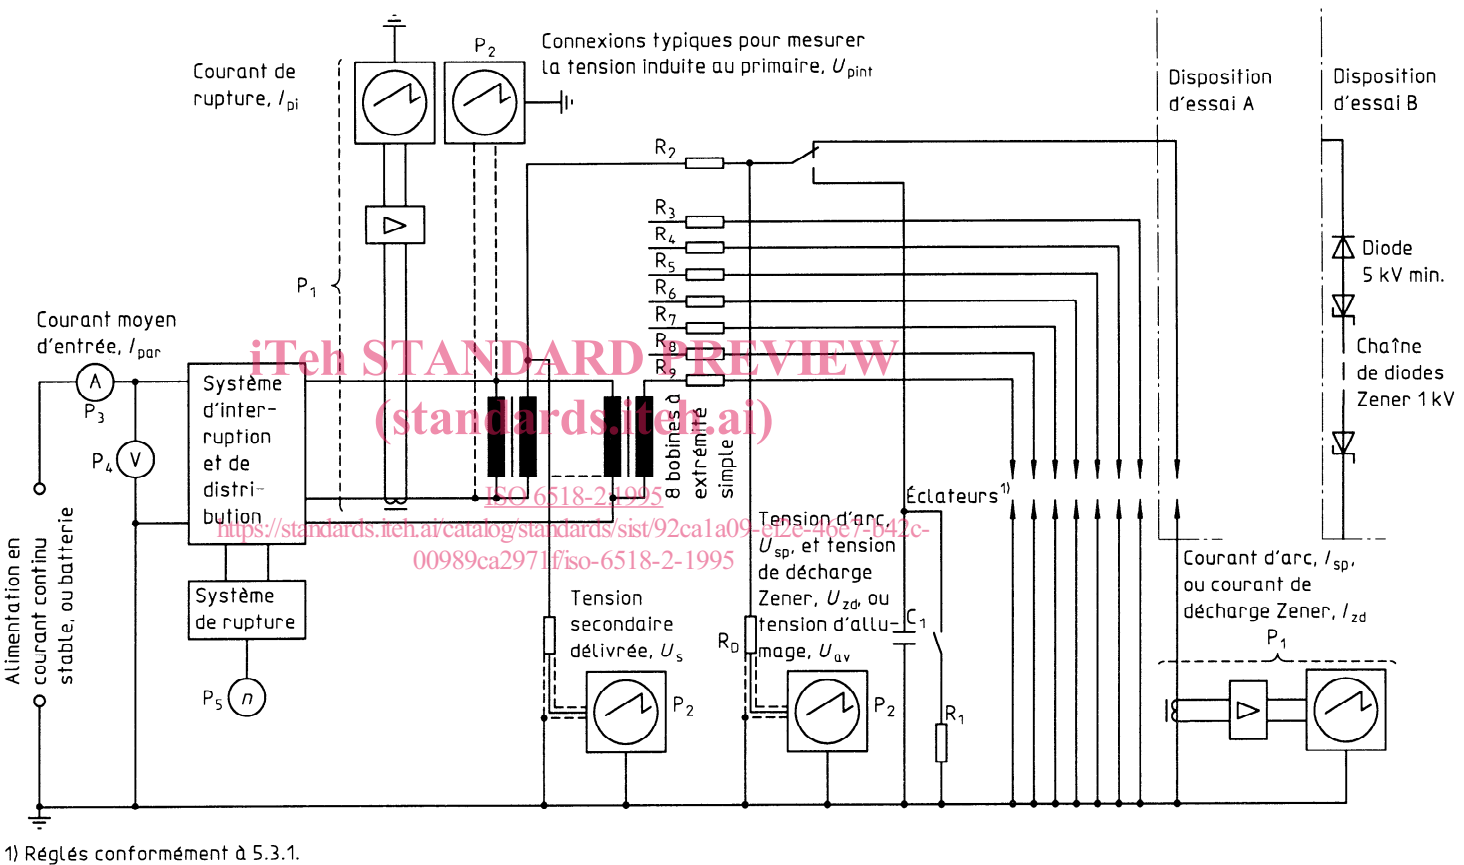 Connexions typiques pour mesurer
la tension induite au primaire, Upint
P2
Courant de
rupture, Ipi
Disposition
d'essai A
Disposition
d'essai B
R2
R3
R4
R5
R6
R7
R8
R9
P1
Diode
5 kV min.
Chaîne
de diodes
Zener 1 kV
Courant moyen
d'entrée, Ipar
A
P3
P4
V
Système
d'inter-
ruption
et de
distri-
bution
iTeh STANDARD PREVIEW
(standards.iteh.ai)
ISO 6518-2:1995
https://standards.iteh.ai/catalog/standards/sist/92ca1a09-ef2e-46e7-b42c-
00989ca2971f/iso-6518-2-1995
8 bobines à
extrémité
simple
Éclateurs1)
Tension d'arc,
Usp, et tension
de décharge
Zener, Uzd, ou
tension d'allu-
mage, Uav
Courant d'arc, Isp,
ou courant de
décharge Zener, Izd
P1
Alimentation en
courant continu
stable, ou batterie
Système
de rupture
P5
n
Tension
secondaire
délivrée, Us
P2
RD
P2
C1
R1
1) Réglés conformément à 5.3.1.